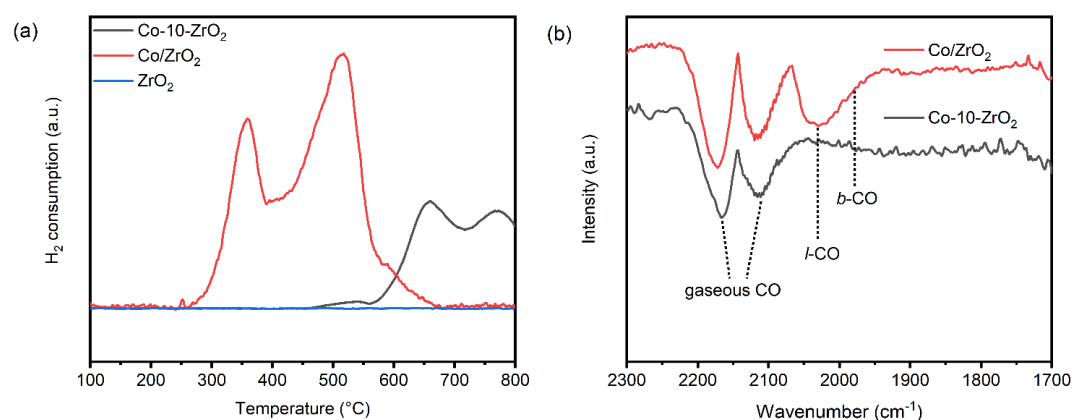 (a)
Co-10-ZrO₂
Co/ZrO₂
ZrO₂
H₂ consumption (a.u.)
100 200 300 400 500 600 700 800
Temperature (°C)
(b)
Co/ZrO₂
Co-10-ZrO₂
b-CO
l-CO
gaseous CO
Intensity (a.u.)
2300 2200 2100 2000 1900 1800 1700
Wavenumber (cm⁻¹)